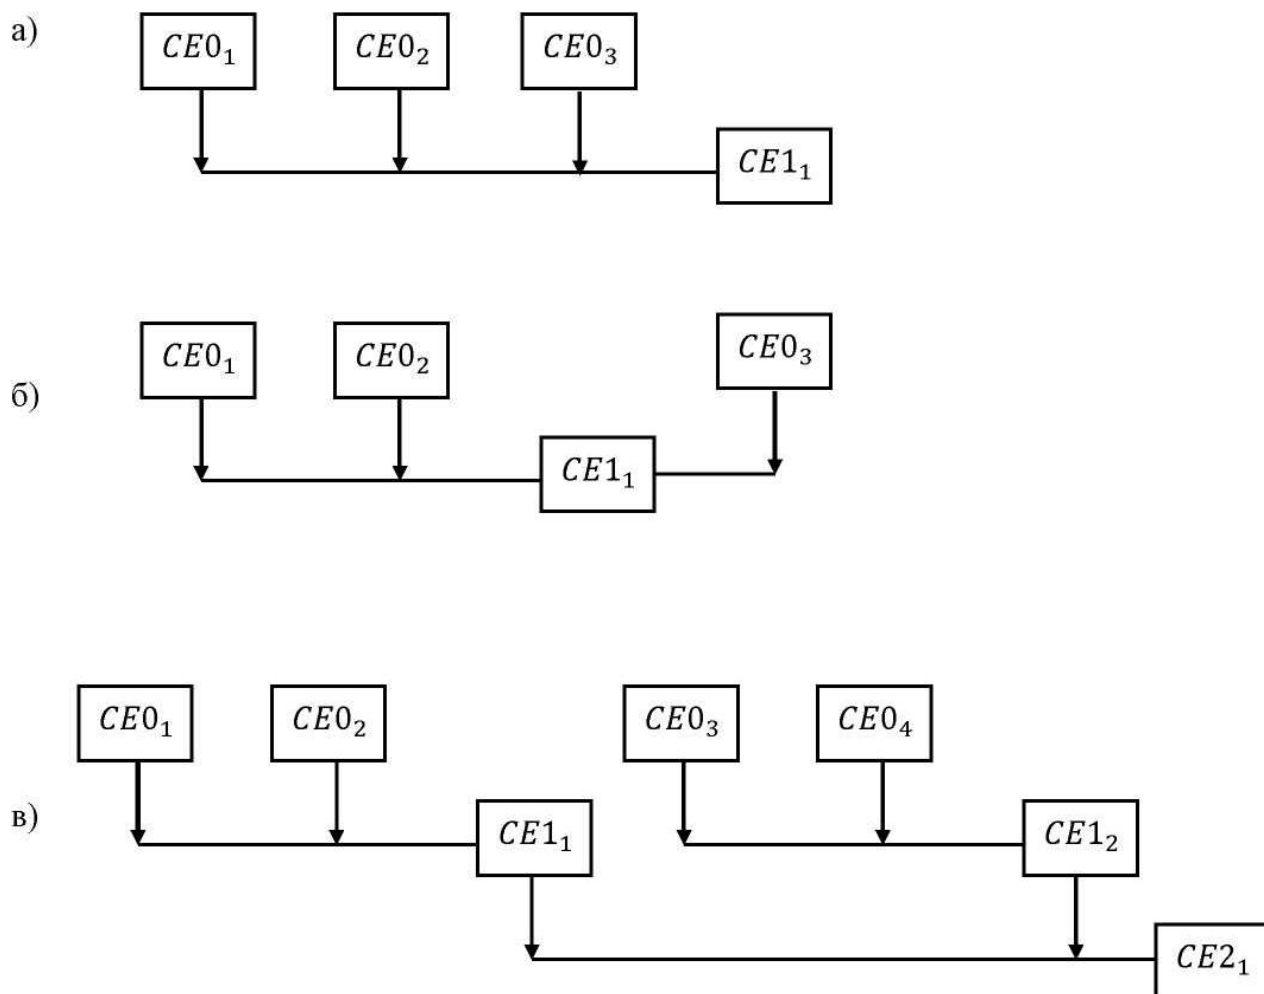 а)
CE0₁ CE0₂ CE0₃
CE1₁
б)
CE0₁ CE0₂ CE0₃
CE1₁
в)
CE0₁ CE0₂ CE0₃ CE0₄
CE1₁ CE1₂
CE2₁